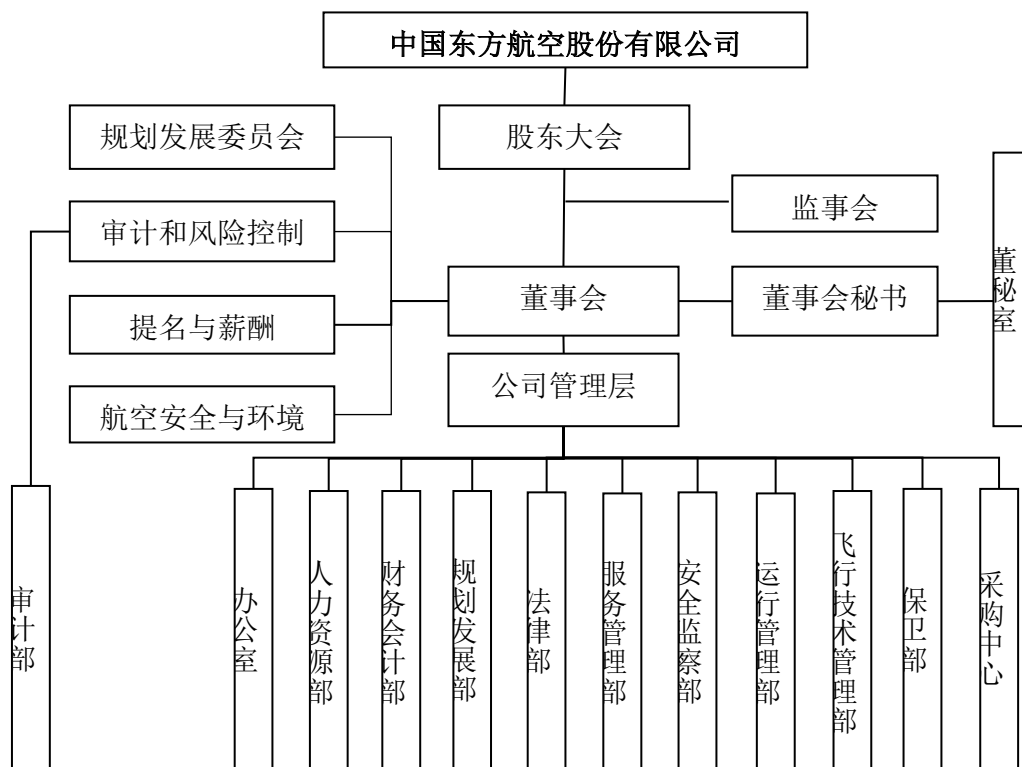 中国东方航空股份有限公司
规划发展委员会
股东大会
审计和风险控制
监事会
董秘室
提名与薪酬
董事会
董事会秘书
航空安全与环境
公司管理层
审计部
办公室
人力资源部
财务会计部
规划发展部
法律部
服务管理部
安全监察部
运行管理部
飞行技术管理部
保卫部
采购中心